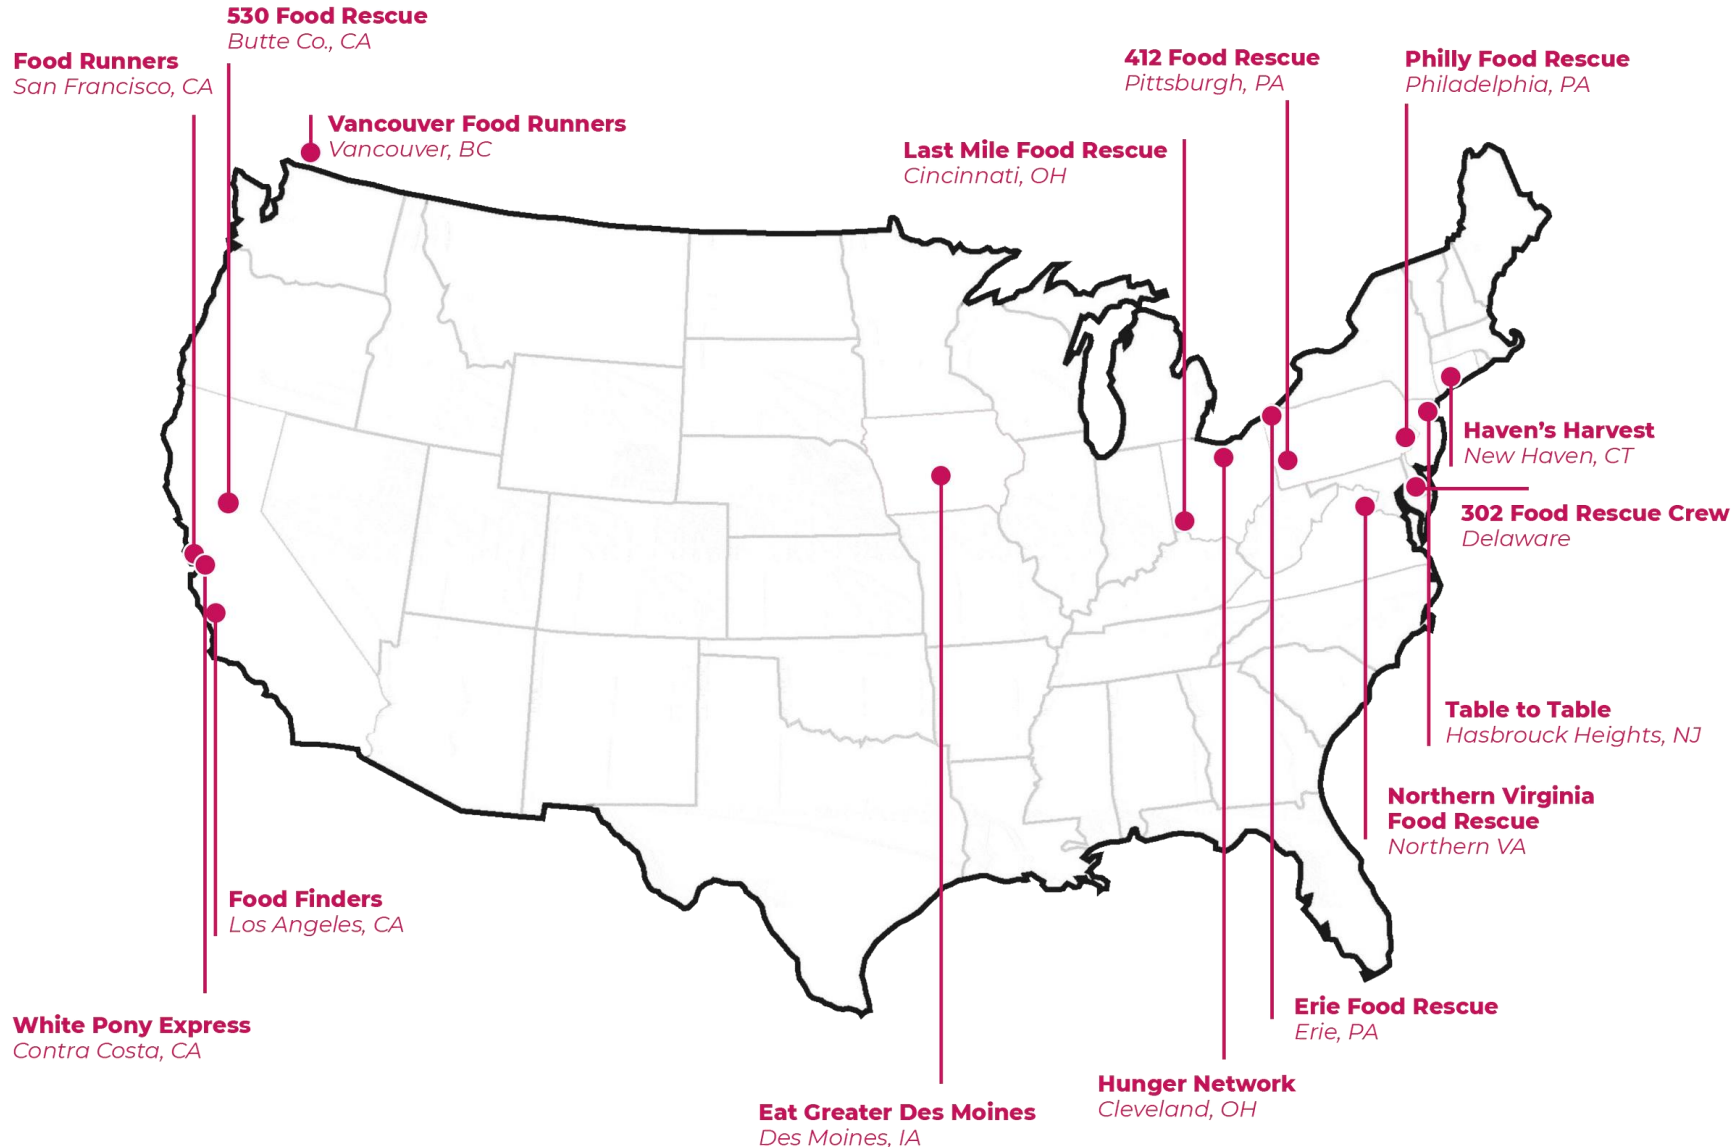 530 Food Rescue
Butte Co., CA
Food Runners
San Francisco, CA
Vancouver Food Runners
Vancouver, BC
412 Food Rescue
Pittsburgh, PA
Philly Food Rescue
Philadelphia, PA
Last Mile Food Rescue
Cincinnati, OH
Haven’s Harvest
New Haven, CT
302 Food Rescue Crew
Delaware
Table to Table
Hasbrouck Heights, NJ
Northern Virginia
Food Rescue
Northern VA
Food Finders
Los Angeles, CA
White Pony Express
Contra Costa, CA
Erie Food Rescue
Erie, PA
Hunger Network
Cleveland, OH
Eat Greater Des Moines
Des Moines, IA